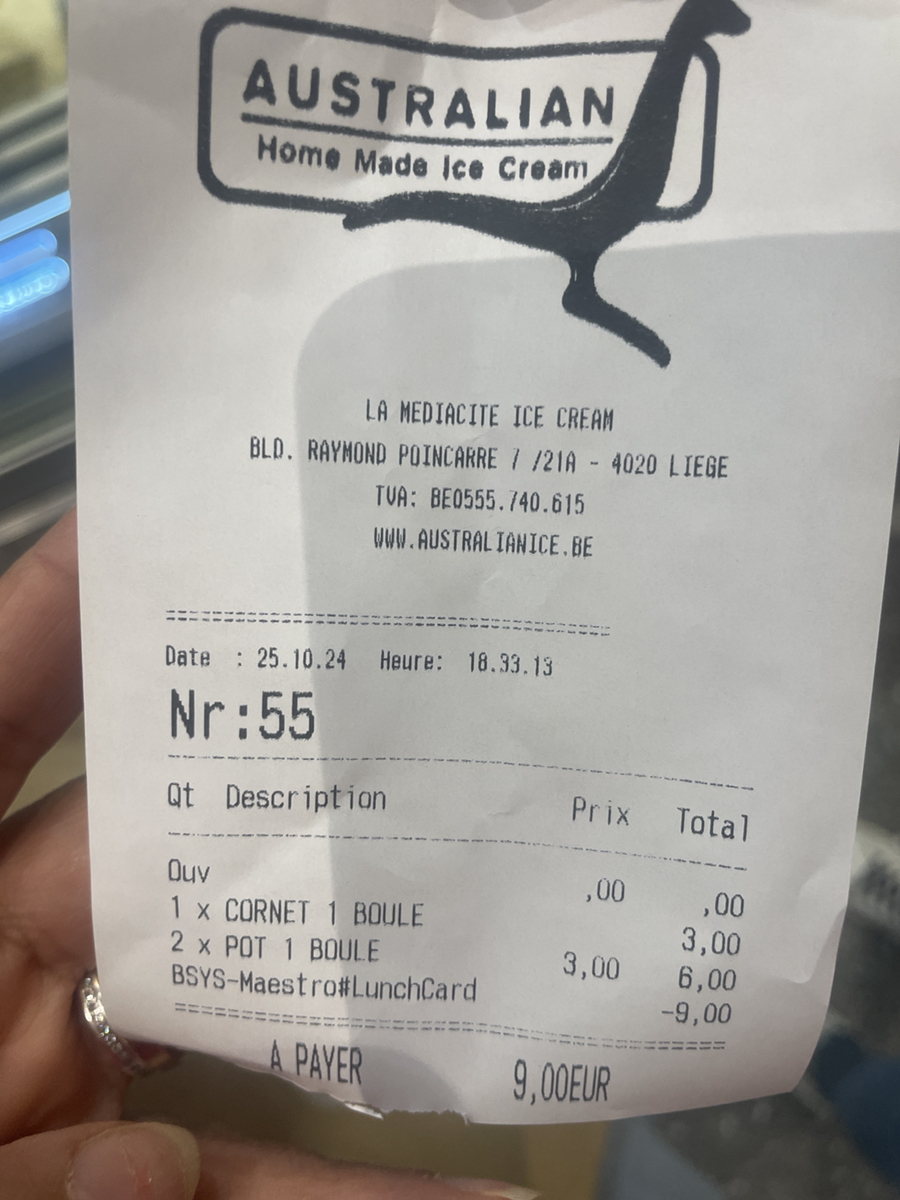 AUSTRALIAN
Home Made Ice Cream
LA MEDIACITE ICE CREAM
BLD. RAYMOND POINCARRE 7 /21A - 4020 LIEGE
TVA: BE0555.740.615
WWW.AUSTRALIANICE.BE
Date : 25.10.24 Heure: 18.33.13
Nr:55
Qt Description Prix Total
Ouv ,00 ,00
1 x CORNET 1 BOULE 3,00
2 x POT 1 BOULE 3,00 6,00
BSYS-Maestro#LunchCard -9,00
A PAYER 9,00EUR